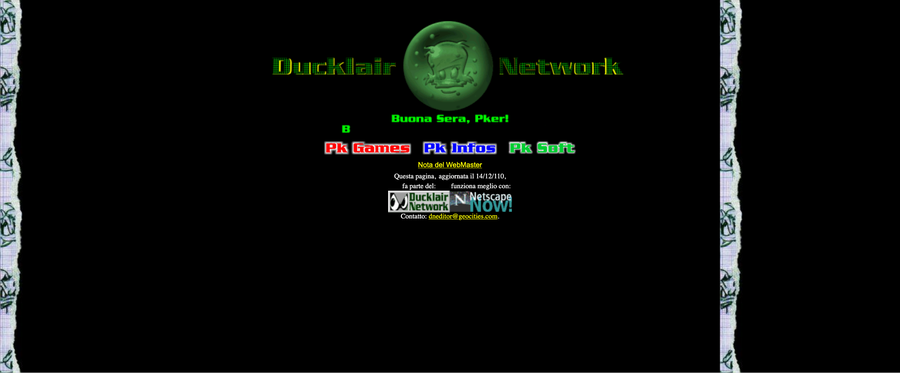 Ducklair Network
Buona Sera, Pker!
B
Pk Games Pk Infos Pk Soft
Nota del WebMaster
Questa pagina, aggiornata il 14/12/110,
fa parte del: funziona meglio con:
Ducklair Network N Netscape Now!
Contatto: dneditor@geocities.com.